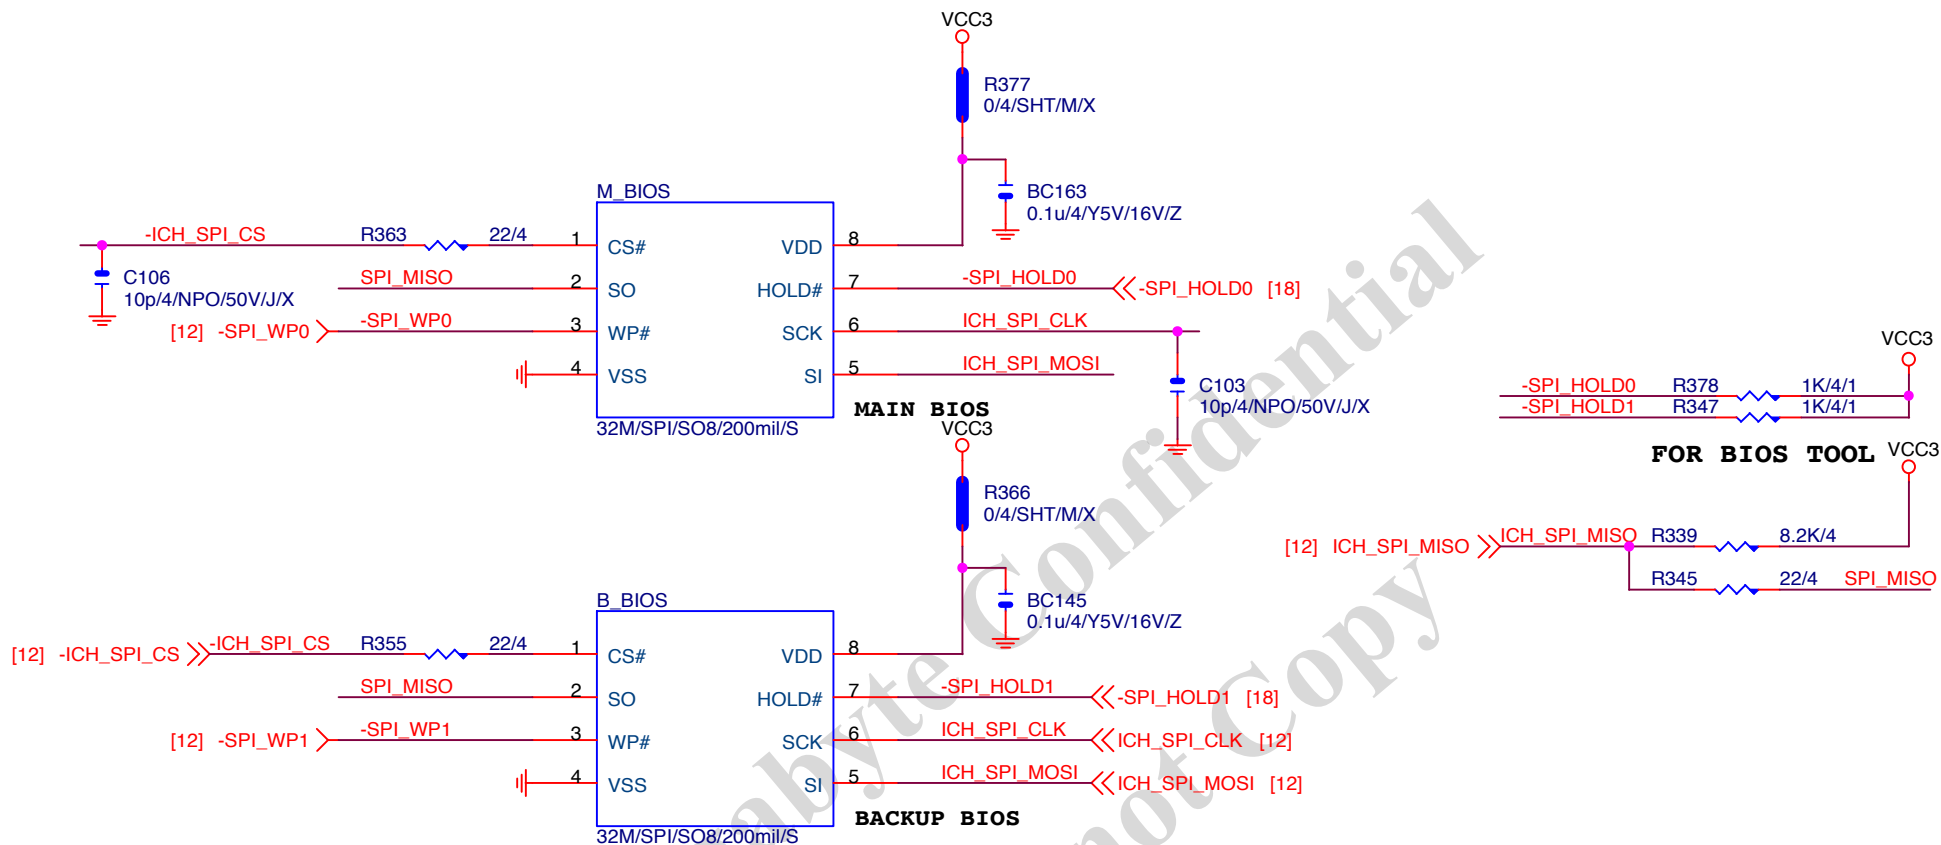 VCC3
R377
0/4/SHT/M/X
BC163
0.1u/4/Y5V/16V/Z
M_BIOS
-ICH_SPI_CS R363 22/4 1 CS# VDD 8
C106
10p/4/NPO/50V/J/X
SPI_MISO 2 SO HOLD# 7 -SPI_HOLD0 -SPI_HOLD0 [18]
[12] -SPI_WP0 -SPI_WP0 3 WP# SCK 6 ICH_SPI_CLK
4 VSS SI 5 ICH_SPI_MOSI
C103
10p/4/NPO/50V/J/X
MAIN BIOS
32M/SPI/SO8/200mil/S
VCC3
-SPI_HOLD0 R378 1K/4/1
-SPI_HOLD1 R347 1K/4/1
FOR BIOS TOOL
VCC3
[12] ICH_SPI_MISO ICH_SPI_MISO R339 8.2K/4
R345 22/4 SPI_MISO
VCC3
R366
0/4/SHT/M/X
BC145
0.1u/4/Y5V/16V/Z
B_BIOS
[12] -ICH_SPI_CS -ICH_SPI_CS R355 22/4 1 CS# VDD 8
SPI_MISO 2 SO HOLD# 7 -SPI_HOLD1 -SPI_HOLD1 [18]
[12] -SPI_WP1 -SPI_WP1 3 WP# SCK 6 ICH_SPI_CLK ICH_SPI_CLK [12]
4 VSS SI 5 ICH_SPI_MOSI ICH_SPI_MOSI [12]
BACKUP BIOS
32M/SPI/SO8/200mil/S
abyte Confidential
not Copy